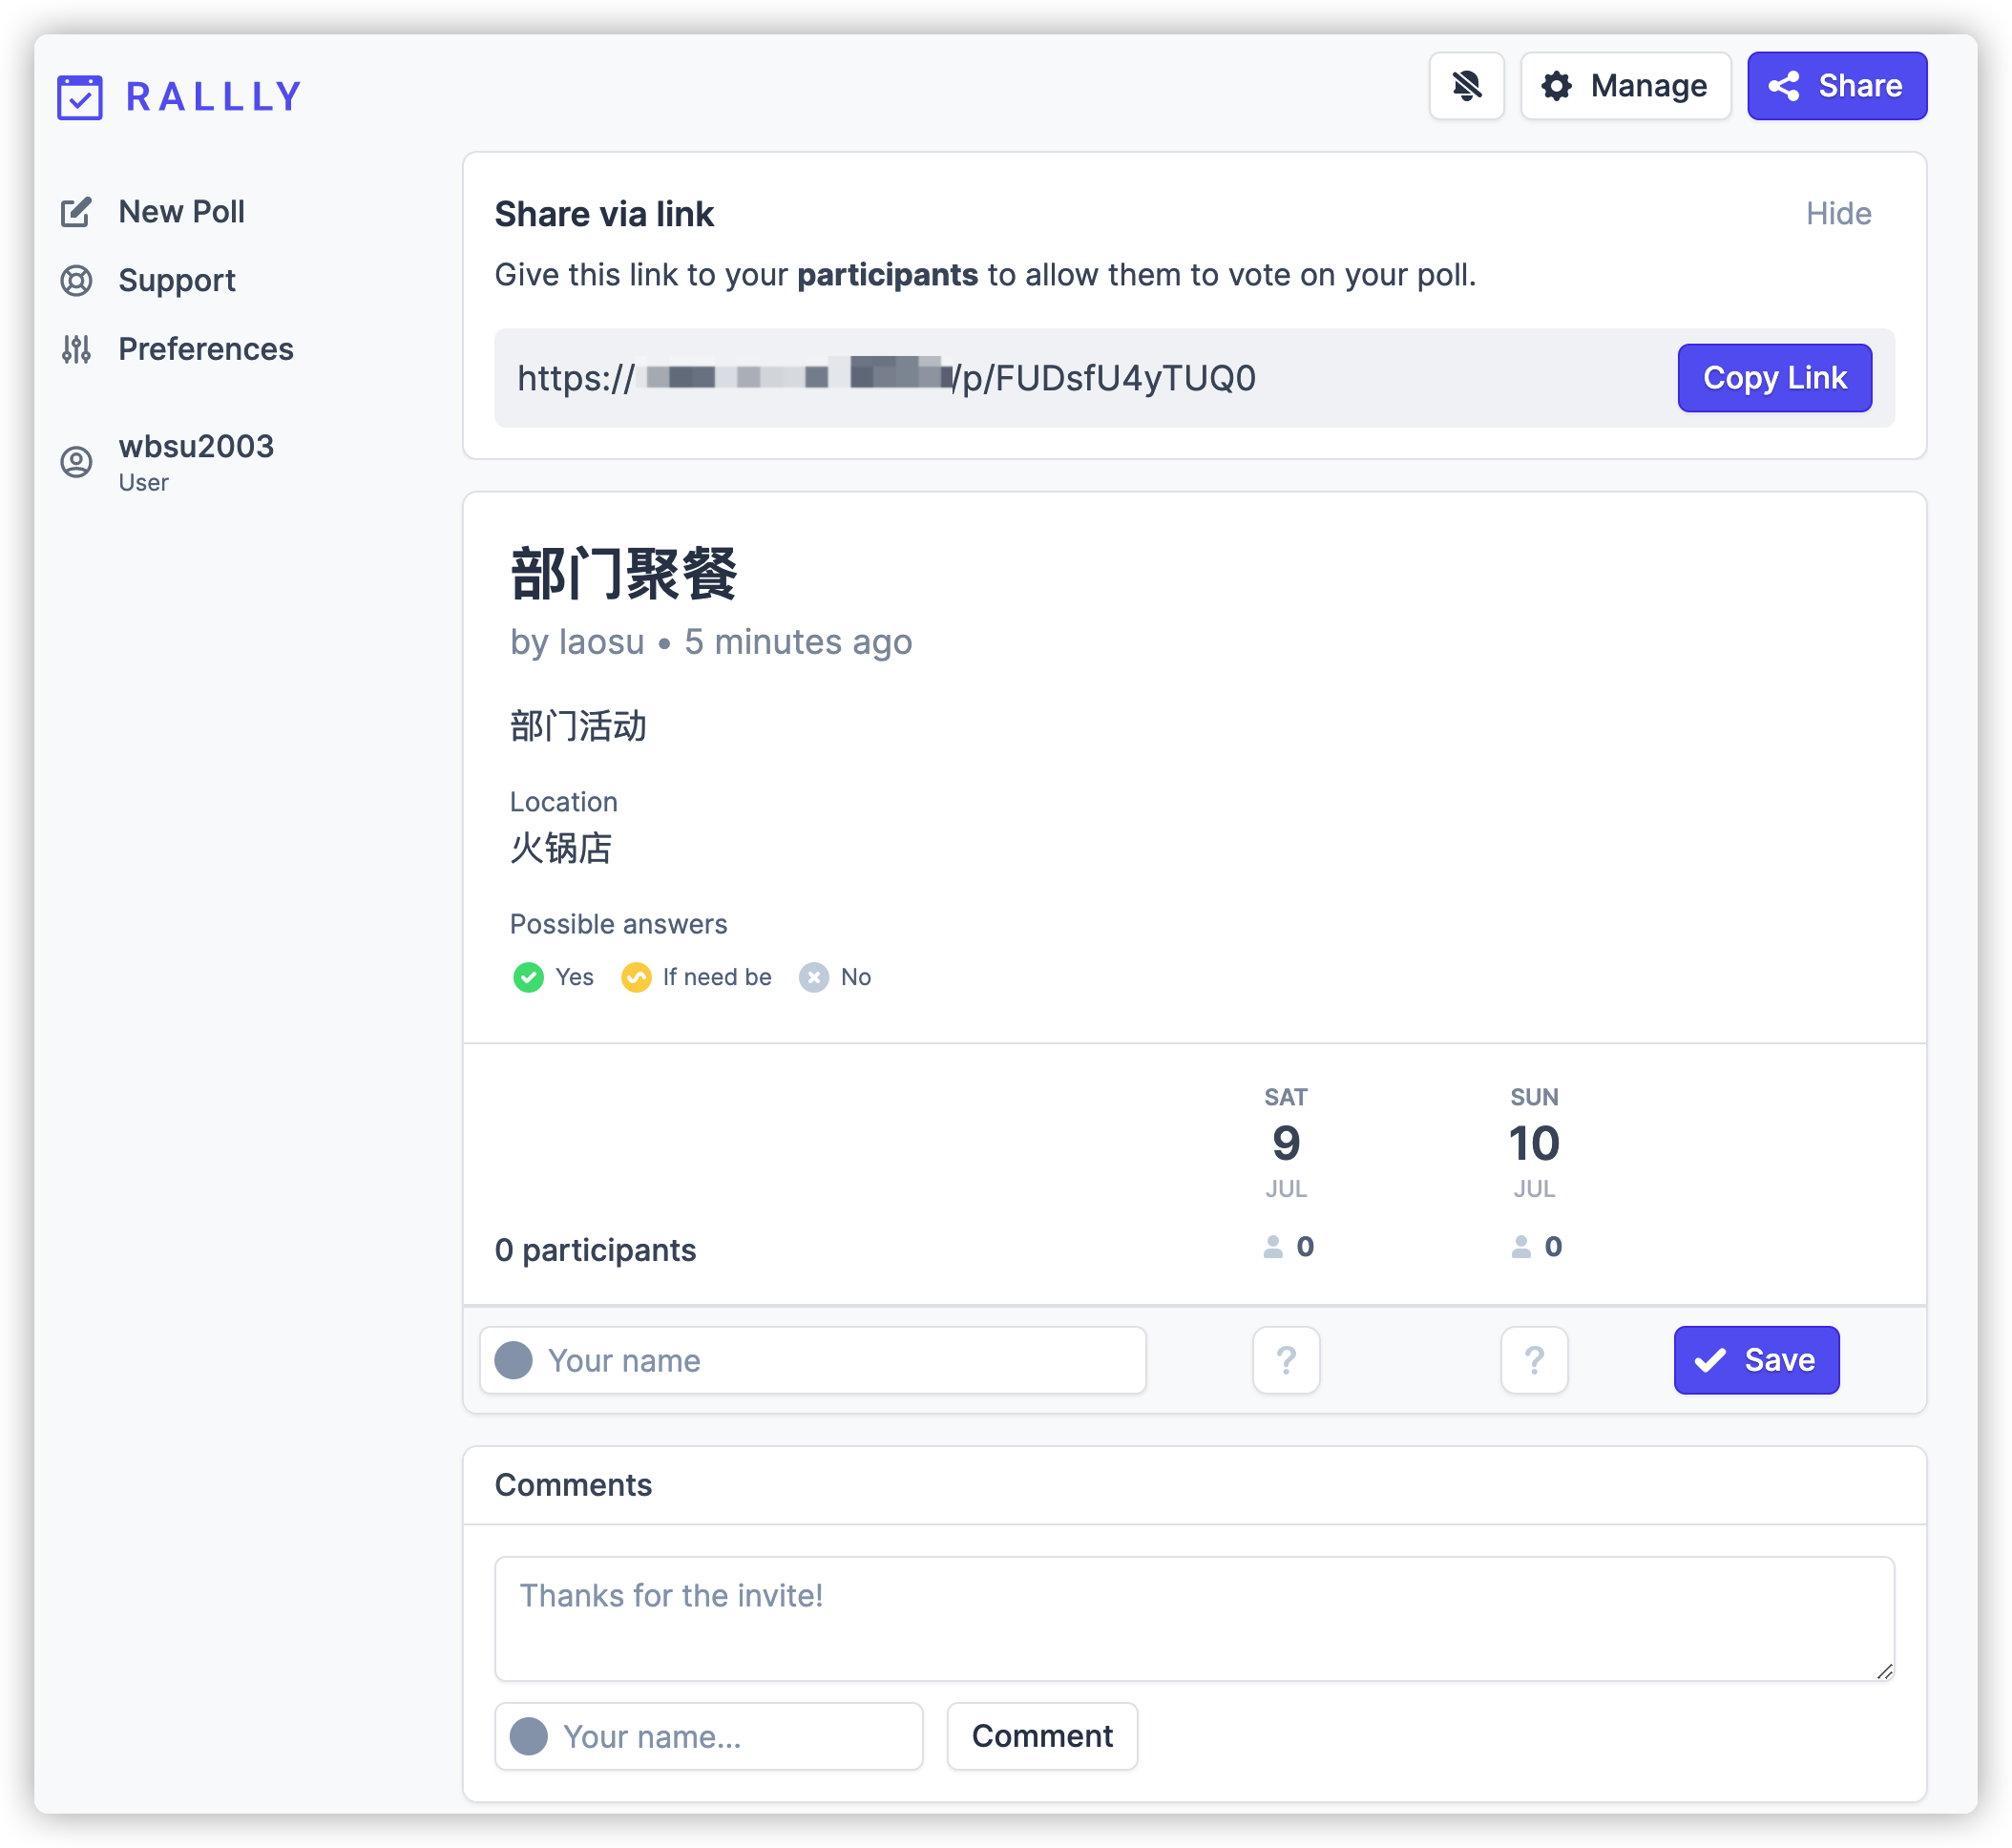 RALLLY
Manage
Share
New Poll
Support
Preferences
wbsu2003
User
Share via link
Hide
Give this link to your participants to allow them to vote on your poll.
https:// /p/FUDsfU4yTUQ0
Copy Link
部门聚餐
by laosu • 5 minutes ago
部门活动
Location
火锅店
Possible answers
Yes
If need be
No
SAT
9
JUL
SUN
10
JUL
0 participants
0
0
Your name
?
?
Save
Comments
Thanks for the invite!
Your name...
Comment